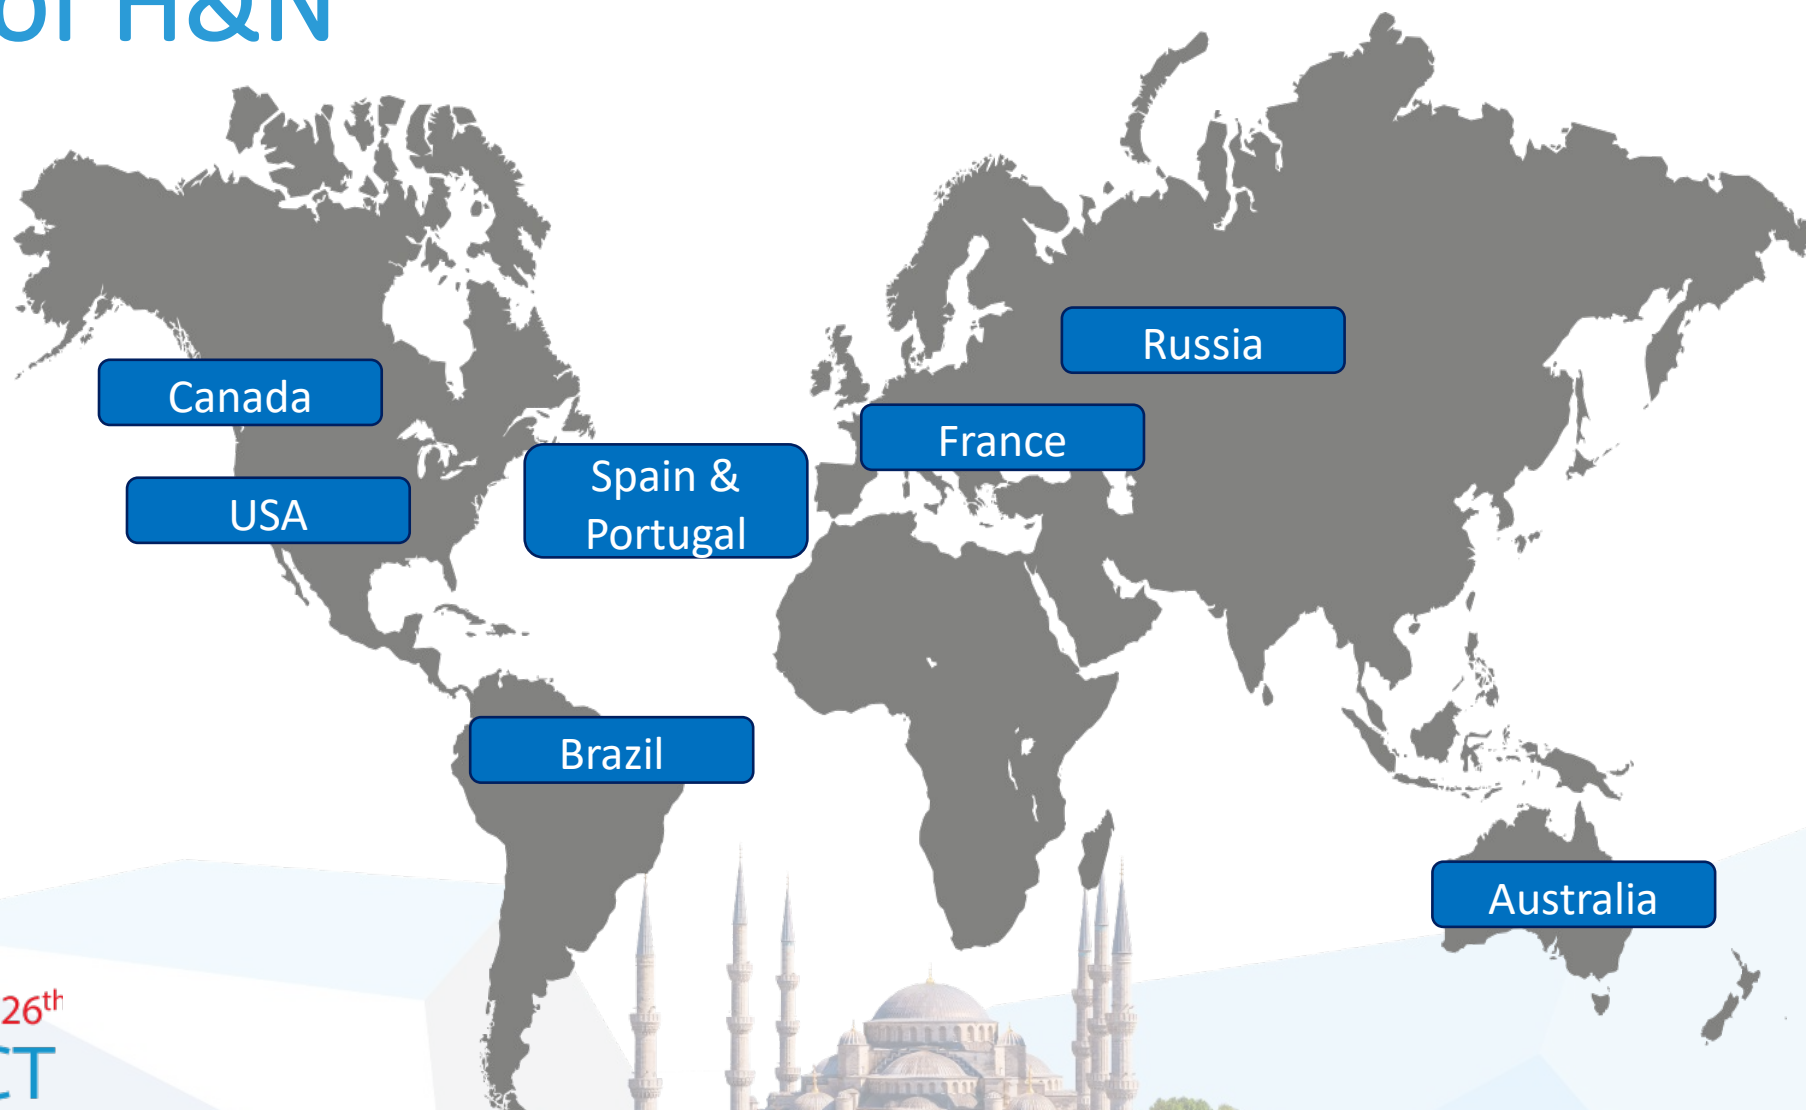 of H&N
Russia
Canada
France
Spain &
Portugal
USA
Brazil
Australia
26th
CT